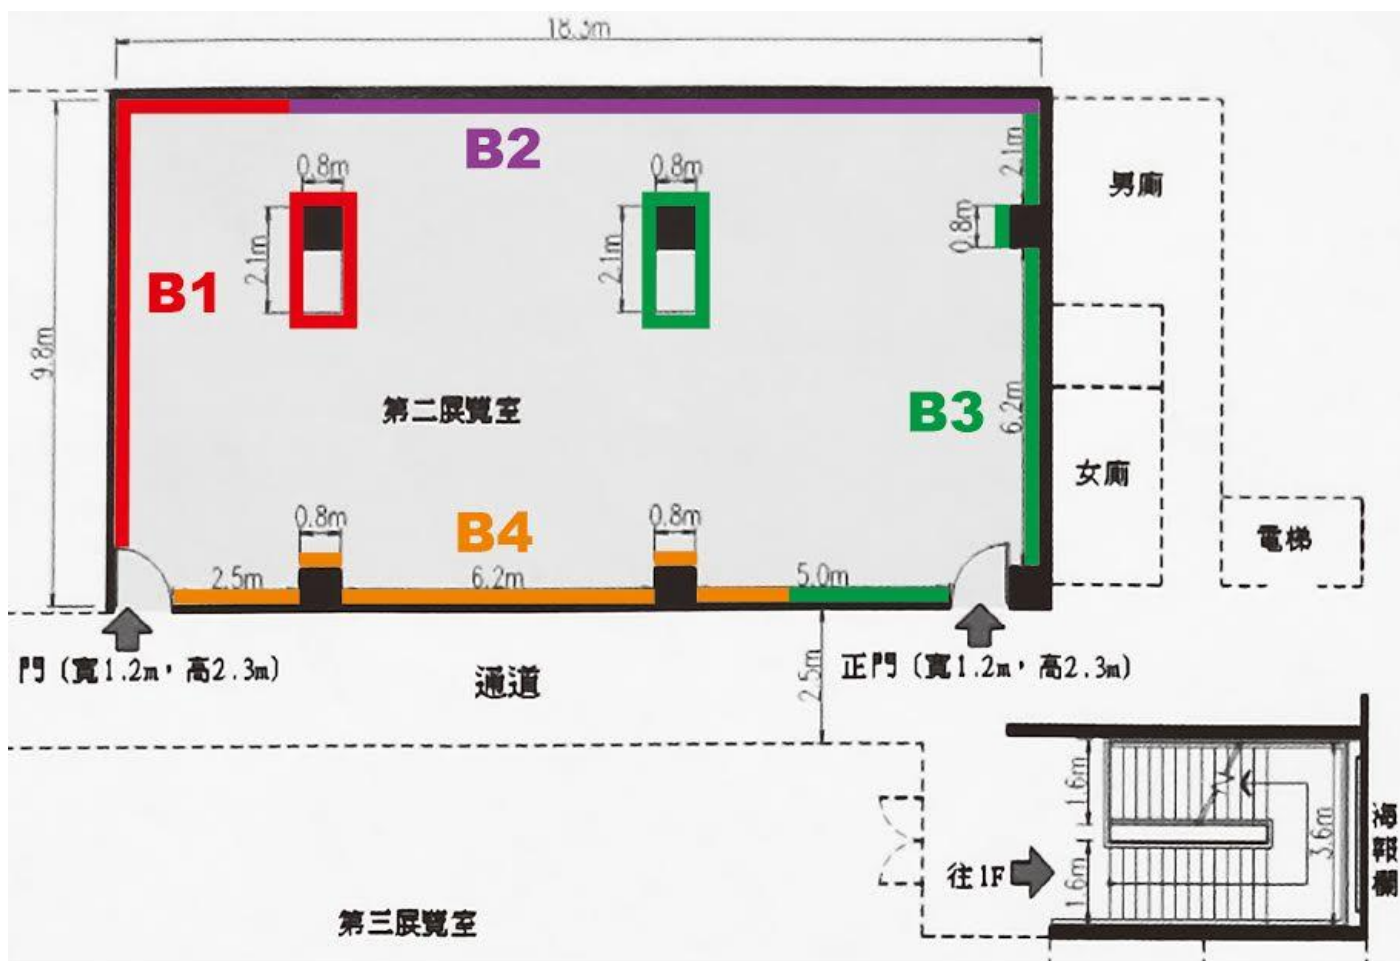 18.3m
B2
2.1m
0.8m
0.8m
男廁
0.8m
2.1m
2.1m
B1
9.8m
第二展覽室
B3
6.2m
女廁
0.8m
0.8m
B4
電梯
2.5m
6.2m
5.0m
門（寬1.2m，高2.3m）
通道
2.5m
正門（寬1.2m，高2.3m）
1.6m
3.6m
海報欄
往1F
1.6m
第三展覽室